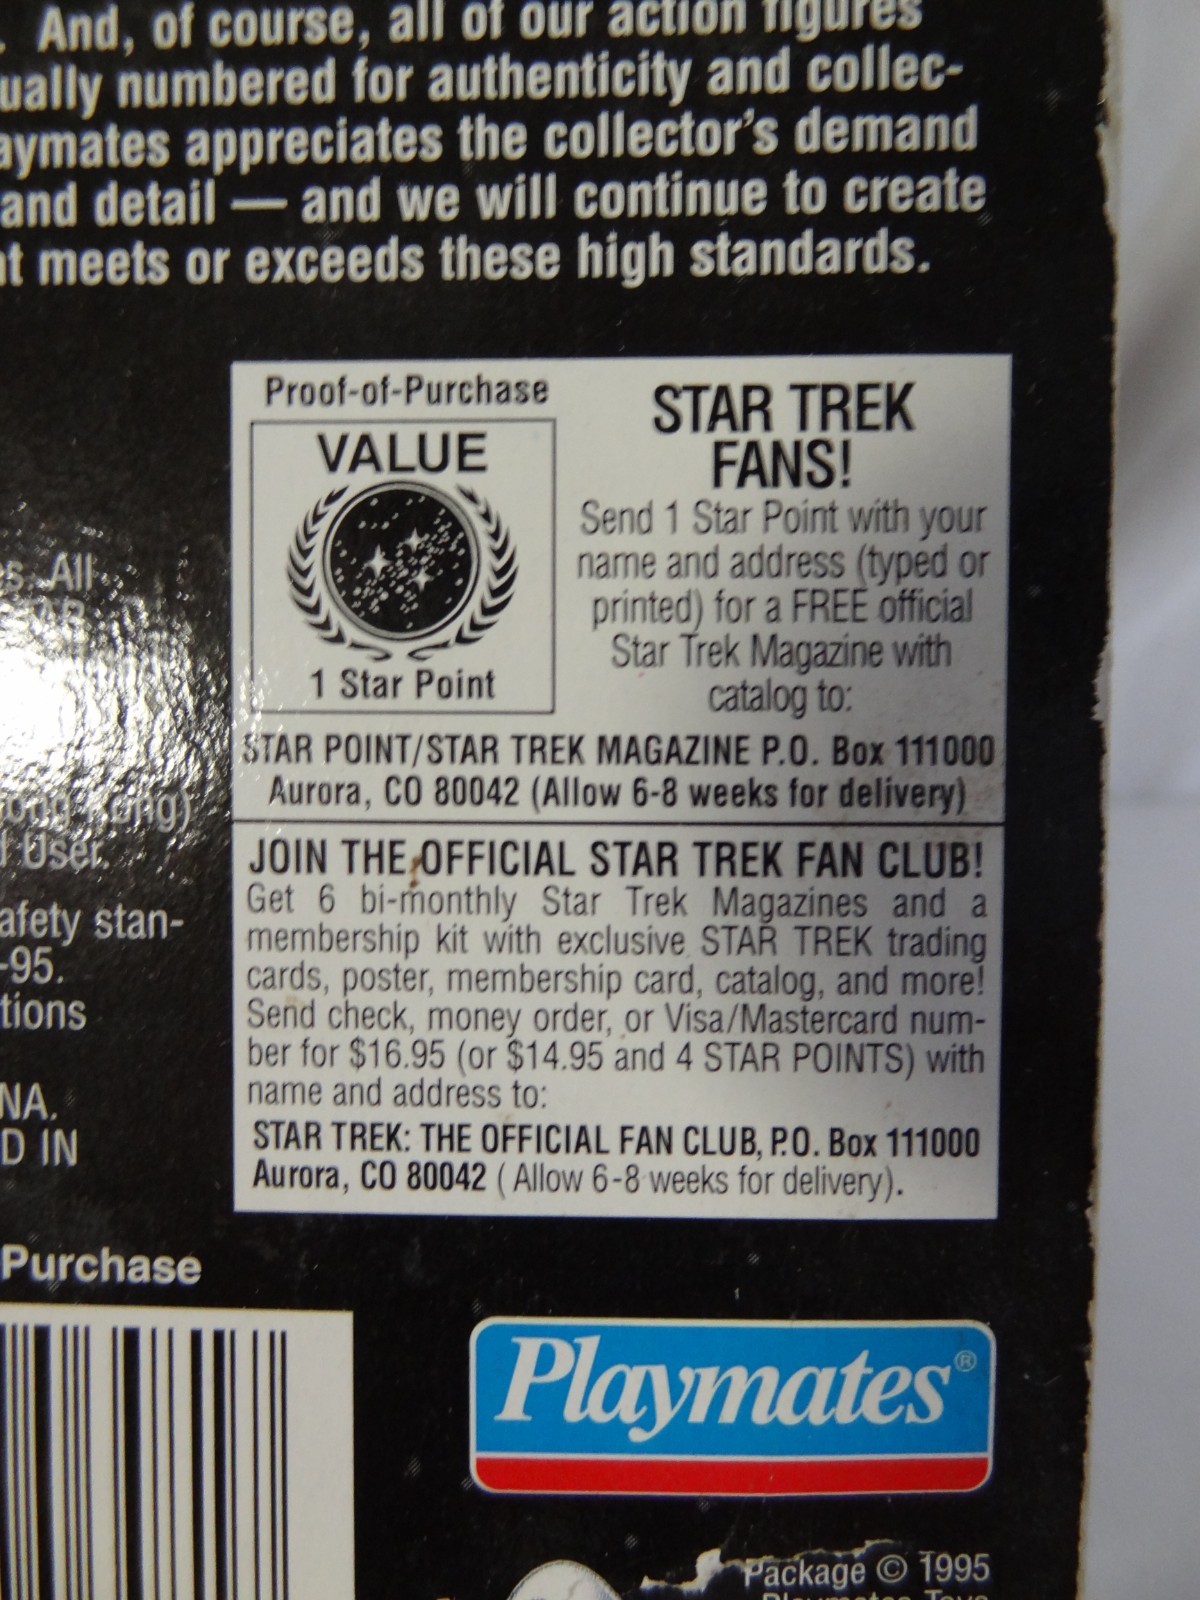 . And, of course, all of our action figures
ually numbered for authenticity and collec-
aymates appreciates the collector's demand
and detail — and we will continue to create
at meets or exceeds these high standards.
Proof-of-Purchase
VALUE
1 Star Point
STAR TREK
FANS!
Send 1 Star Point with your
name and address (typed or
printed) for a FREE official
Star Trek Magazine with
catalog to:
STAR POINT/STAR TREK MAGAZINE P.O. Box 111000
Aurora, CO 80042 (Allow 6-8 weeks for delivery)
JOIN THE OFFICIAL STAR TREK FAN CLUB!
Get 6 bi-monthly Star Trek Magazines and a
membership kit with exclusive STAR TREK trading
cards, poster, membership card, catalog, and more!
Send check, money order, or Visa/Mastercard num-
ber for $16.95 (or $14.95 and 4 STAR POINTS) with
name and address to:
STAR TREK: THE OFFICIAL FAN CLUB, P.O. Box 111000
Aurora, CO 80042 ( Allow 6-8 weeks for delivery).
s. All
ong Kong)
d User.
afety stan-
-95.
tions
NA.
D IN
Purchase
Playmates®
Package © 1995
Playmates Toys